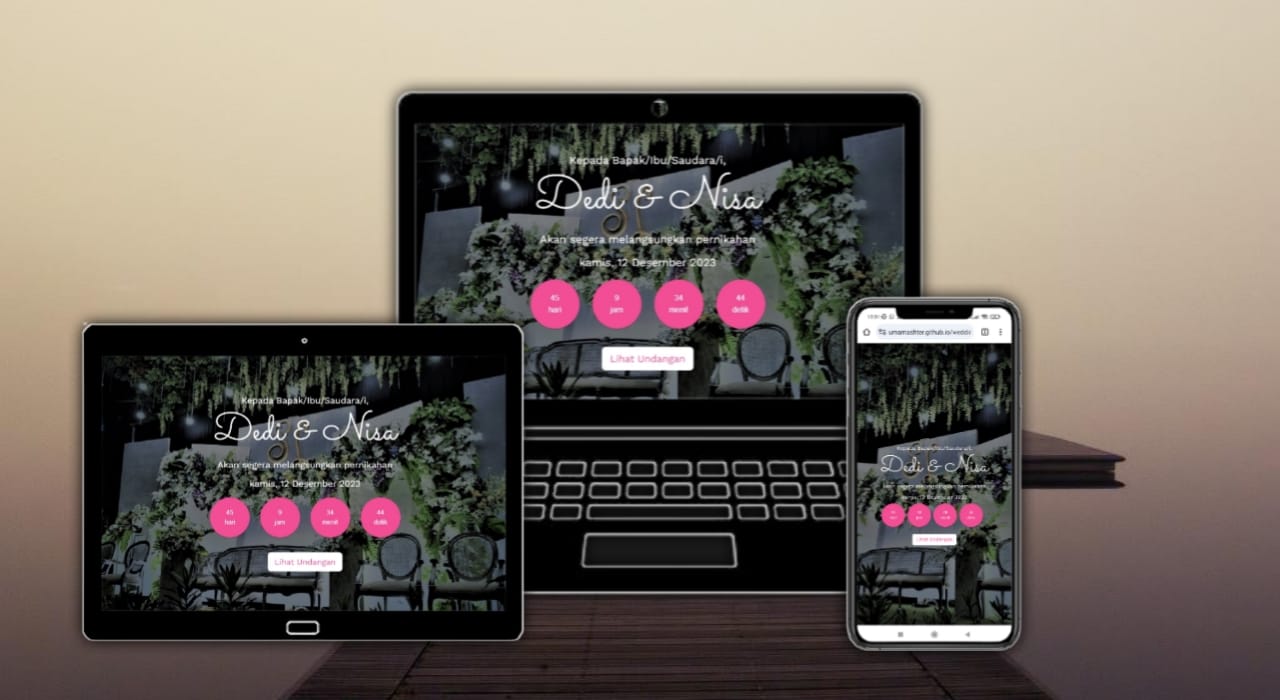 Kepada Bapak/Ibu/Saudara/i,
Dedi & Nisa
Akan segera melangsungkan pernikahan
kamis, 12 Desember 2023
45 9 34 44
hari jam menit detik
Lihat Undangan
Kepada Bapak/Ibu/Saudara/i,
Dedi & Nisa
Akan segera melangsungkan pernikahan
kamis, 12 Desember 2023
45 9 34 44
hari jam menit detik
Lihat Undangan
umamashter.github.io/weddi
Kepada Bapak/Ibu/Saudara/i,
Dedi & Nisa
kamis, 12 Desember 2023
Lihat Undangan